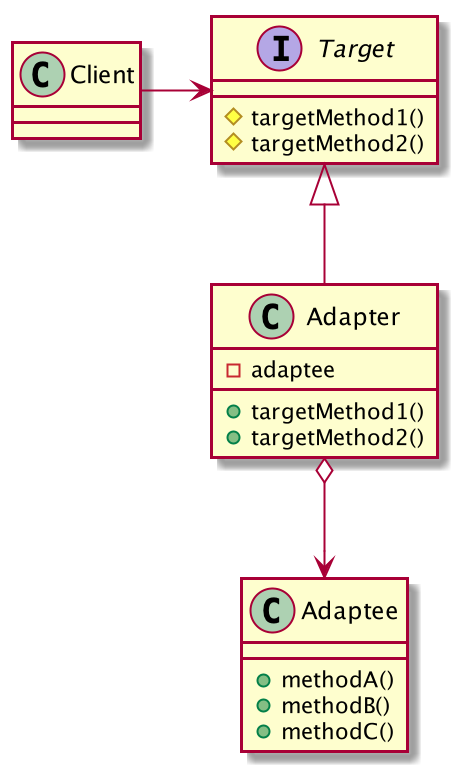 C Client
I Target
targetMethod1()
targetMethod2()
C Adapter
adaptee
targetMethod1()
targetMethod2()
C Adaptee
methodA()
methodB()
methodC()